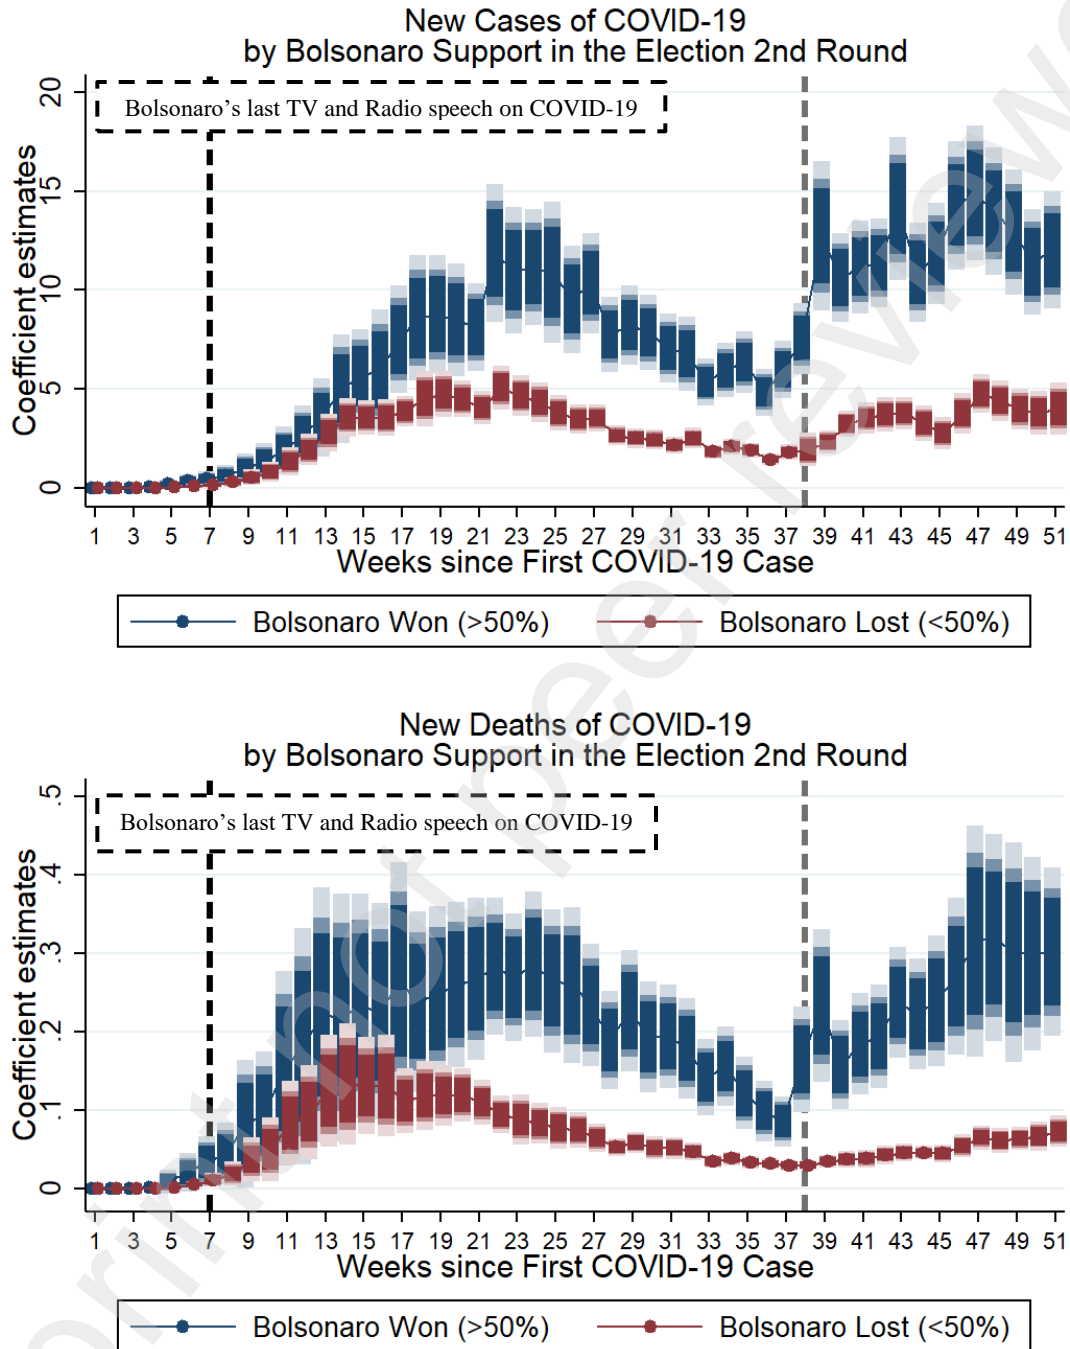 New Cases of COVID-19
by Bolsonaro Support in the Election 2nd Round
Bolsonaro's last TV and Radio speech on COVID-19
Coefficient estimates
20
15
10
5
0
1 3 5 7 9 11 13 15 17 19 21 23 25 27 29 31 33 35 37 39 41 43 45 47 49 51
Weeks since First COVID-19 Case
Bolsonaro Won (>50%) Bolsonaro Lost (<50%)
New Deaths of COVID-19
by Bolsonaro Support in the Election 2nd Round
Bolsonaro's last TV and Radio speech on COVID-19
Coefficient estimates
.5
.4
.3
.2
.1
0
1 3 5 7 9 11 13 15 17 19 21 23 25 27 29 31 33 35 37 39 41 43 45 47 49 51
Weeks since First COVID-19 Case
Bolsonaro Won (>50%) Bolsonaro Lost (<50%)
peer review